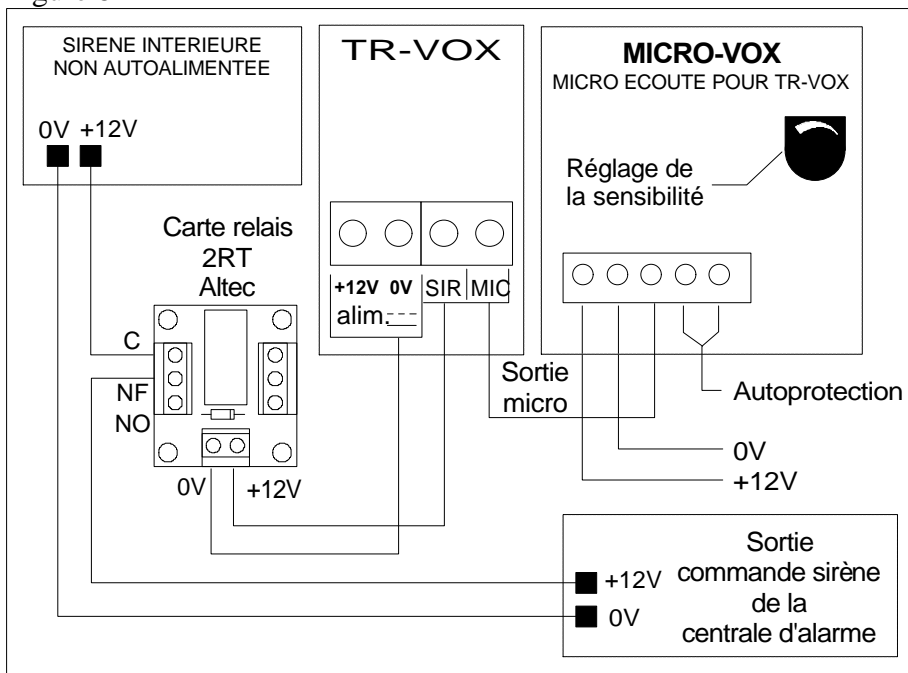 SIRENE INTERIEURE
NON AUTOALIMENTEE
0V +12V
TR-VOX
+12V 0V SIR MIC
alim.
MICRO-VOX
MICRO ECOUTE POUR TR-VOX
Réglage de
la sensibilité
Carte relais
2RT
Altec
C
NF
NO
0V +12V
Sortie
micro
Autoprotection
0V
+12V
Sortie
commande sirène
de la
centrale d'alarme
+12V
0V